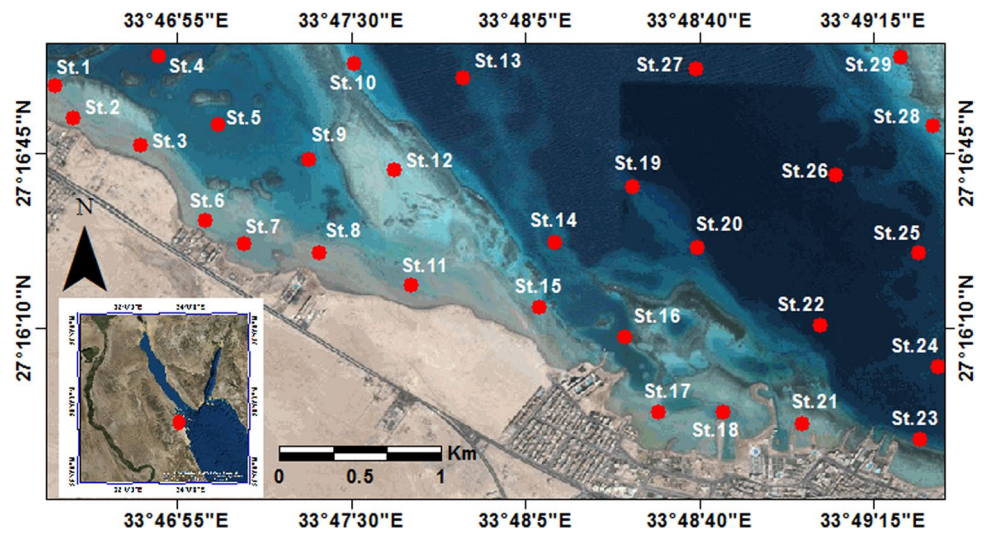 33°46'55"E 33°47'30"E 33°48'5"E 33°48'40"E 33°49'15"E
St.1
St.4
St.10
St.13
St.27
St.29
St.2
St.5
St.28
St.3
St.9
St.12
27°16'45"N
27°16'45"N
St.19
St.26
N
St.6
St.7
St.8
St.14
St.20
St.25
St.11
St.15
St.16
St.22
27°16'10"N
27°16'10"N
St.24
St.17
St.18
St.21
St.23
Km
0 0.5 1
33°46'55"E 33°47'30"E 33°48'5"E 33°48'40"E 33°49'15"E